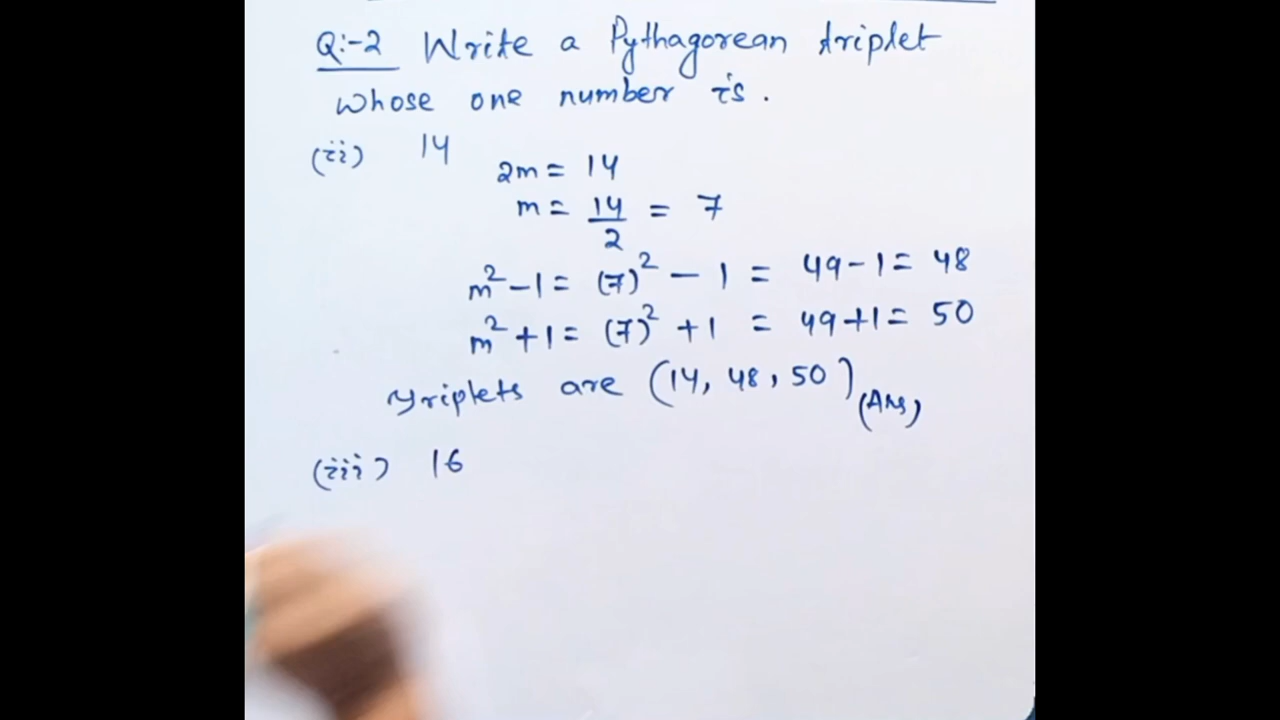 Q:-2 Write a Pythagorean triplet
whose one number is.
(ii) 14
2m = 14
m = 14/2 = 7
m² - 1 = (7)² - 1 = 49 - 1 = 48
m² + 1 = (7)² + 1 = 49 + 1 = 50
Triplets are (14, 48, 50) (Ans)
(iii) 16